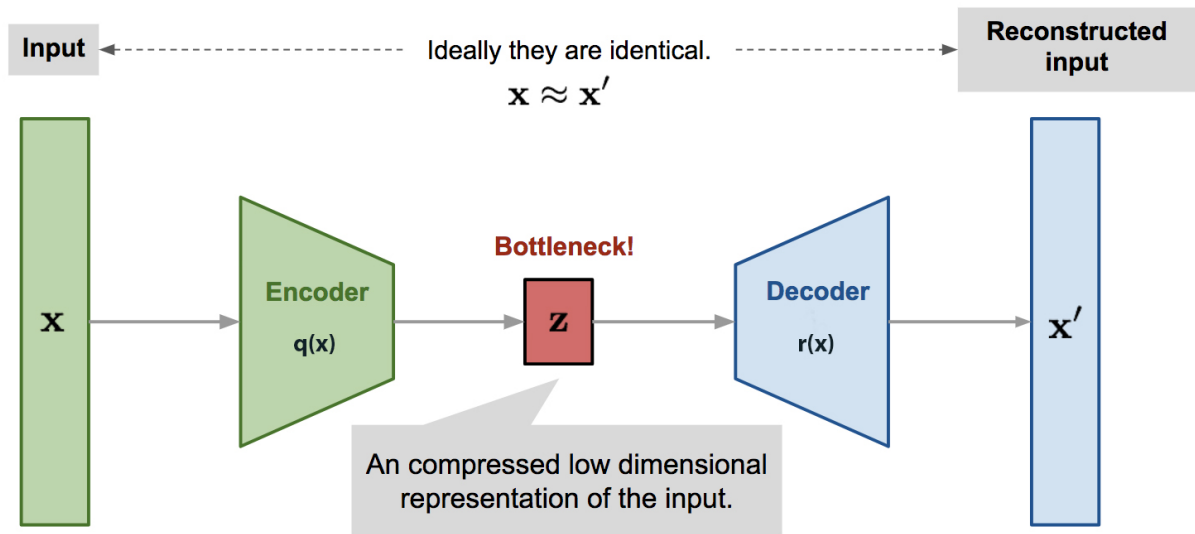 Input
Ideally they are identical.
Reconstructed
input
x ≈ x′
Bottleneck!
Encoder
Decoder
x
z
x′
q(x)
r(x)
An compressed low dimensional
representation of the input.